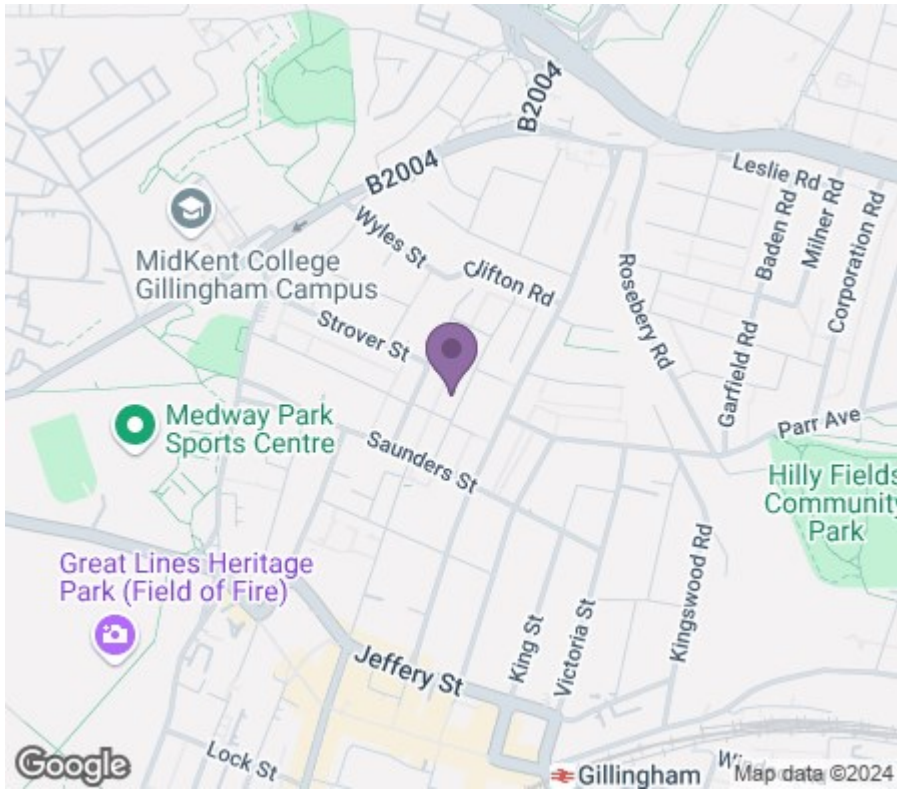 B2004
B2004
Leslie Rd
Baden Rd
Milner Rd
Corporation Rd
MidKent College
Gillingham Campus
Wyles St
Clifton Rd
Rosebery Rd
Strover St
Garfield Rd
Medway Park
Sports Centre
Saunders St
Parr Ave
Hilly Fields
Community
Park
Great Lines Heritage
Park (Field of Fire)
Kingswood Rd
King St
Victoria St
Jeffery St
Lock St
Google
Gillingham
Map data ©2024